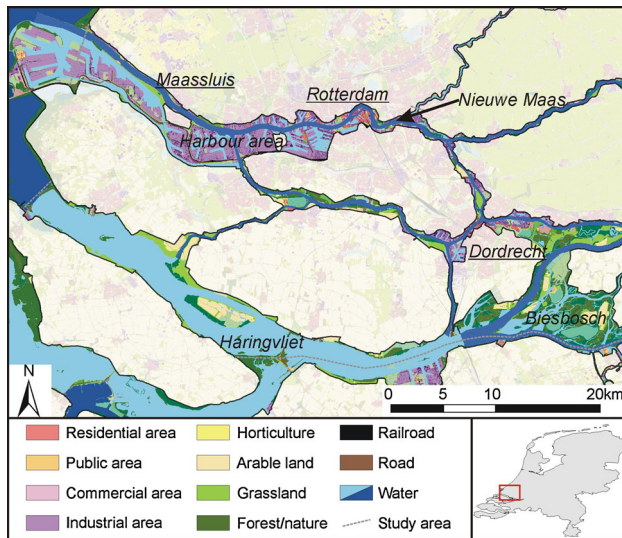 Maassluis
Rotterdam
Nieuwe Maas
Harbour area
Dordrecht
Biesbosch
Haringvliet
N
0 5 10 20km
Residential area
Public area
Commercial area
Industrial area
Horticulture
Arable land
Grassland
Forest/nature
Railroad
Road
Water
Study area